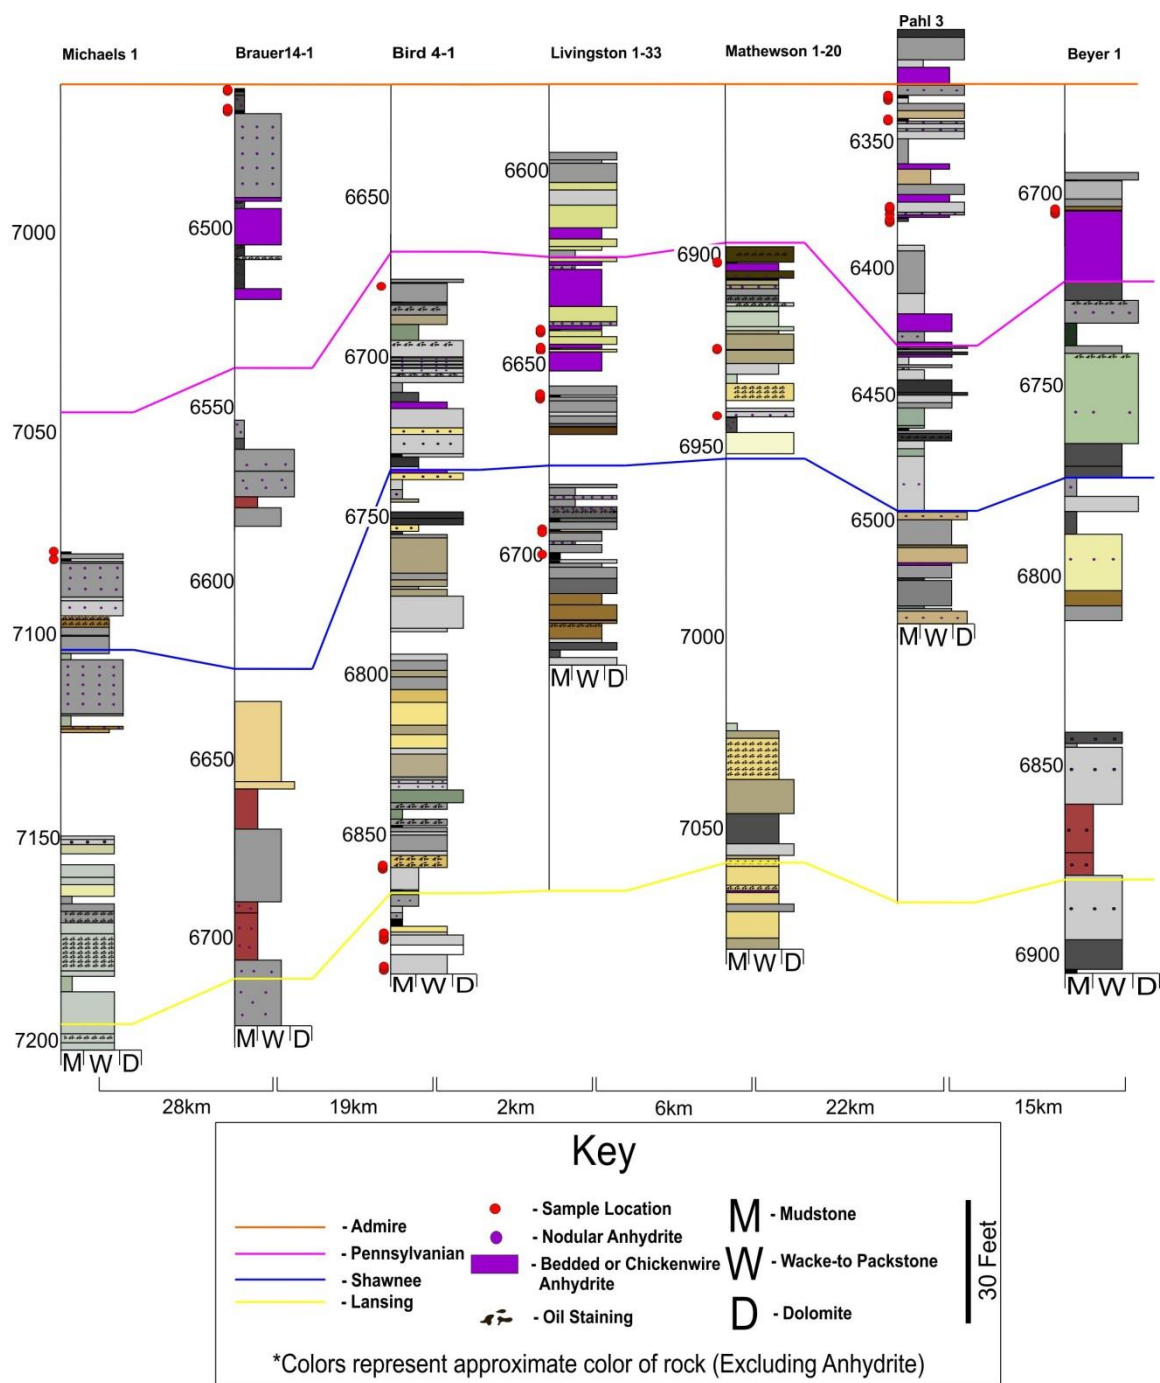 Pahl 3
Michaels 1
Brauer14-1
Bird 4-1
Livingston 1-33
Mathewson 1-20
Beyer 1
7000
7050
7100
7150
7200
M W D
6500
6550
6600
6650
6700
M W D
6650
6700
6750
6800
6850
M W D
6600
6650
6700
M W D
6900
6950
7000
7050
M W D
6350
6400
6450
6500
M W D
6700
6750
6800
6850
6900
M W D
28km
19km
2km
6km
22km
15km
Key
- Admire
- Pennsylvanian
- Shawnee
- Lansing
- Sample Location
- Nodular Anhydrite
- Bedded or Chickenwire
Anhydrite
- Oil Staining
M - Mudstone
W - Wacke-to Packstone
D - Dolomite
30 Feet
*Colors represent approximate color of rock (Excluding Anhydrite)